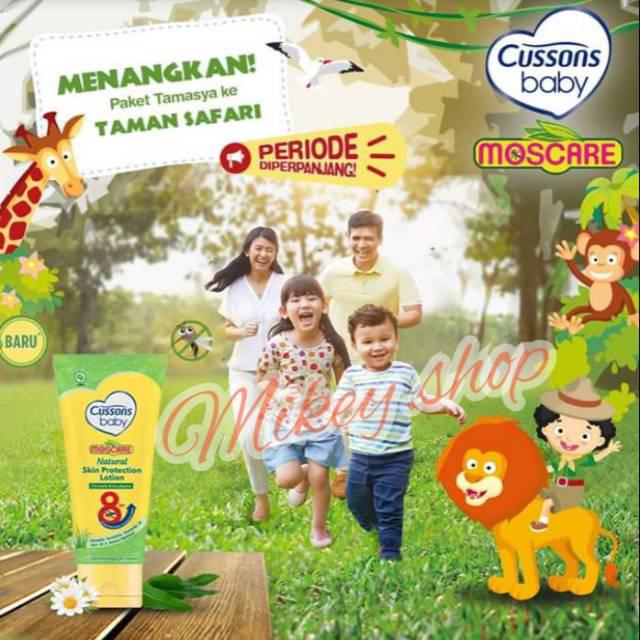 MENANGKAN!
Paket Tamasya ke
TAMAN SAFARI
PERIODE
DIPERPANJANG!
Cussons
baby
MOSCARE
BARU
Mikey shop
Cussons
baby
MOSCARE
Natural
Skin Protection
Lotion
8